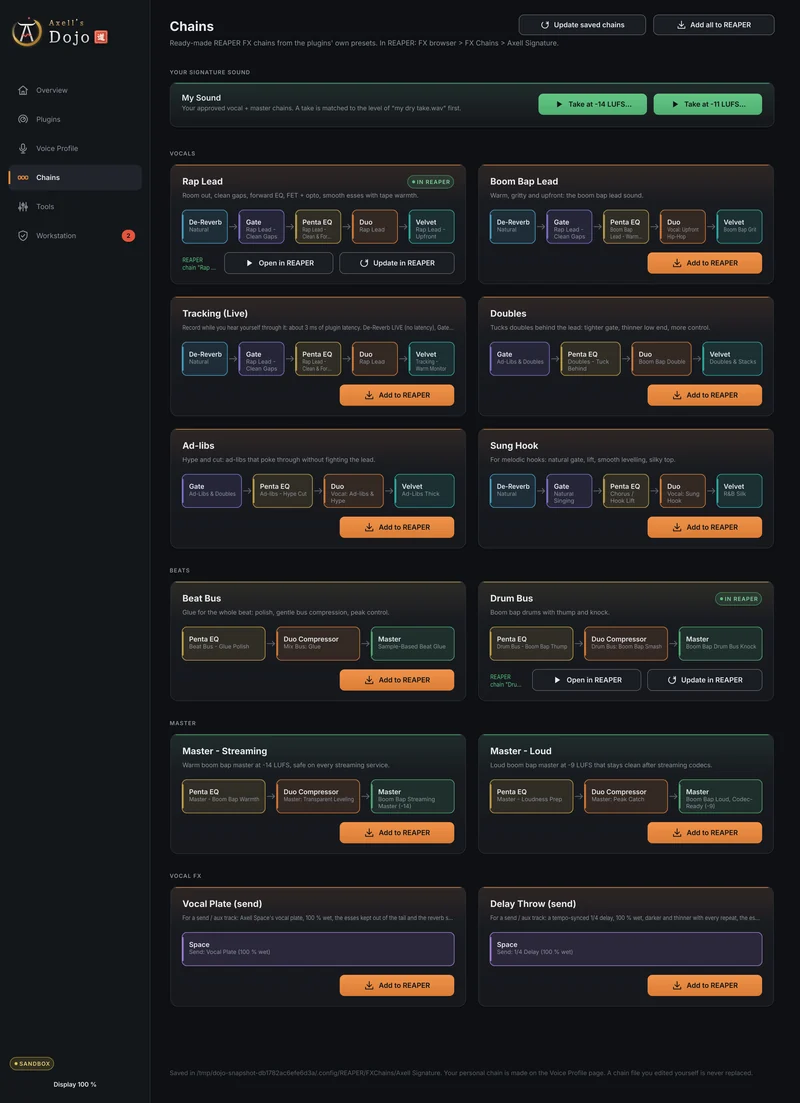 Axell's
Dojo 道
Overview
Plugins
Voice Profile
Chains
Tools
Workstation 2
SANDBOX
Display 100 %
Chains
Update saved chains
Add all to REAPER
Ready-made REAPER FX chains from the plugins' own presets. In REAPER: FX browser > FX Chains > Axell Signature.
YOUR SIGNATURE SOUND
My Sound
Your approved vocal + master chains. A take is matched to the level of "my dry take.wav" first.
Take at -14 LUFS...
Take at -11 LUFS...
VOCALS
Rap Lead
IN REAPER
Room out, clean gaps, forward EQ, FET + opto, smooth esses with tape warmth.
De-Reverb
Natural
Gate
Rap Lead -
Clean Gaps
Penta EQ
Rap Lead -
Clean & For...
Duo
Rap Lead
Velvet
Rap Lead -
Upfront
REAPER
chain "Rap ...
Open in REAPER
Update in REAPER
Boom Bap Lead
Warm, gritty and upfront: the boom bap lead sound.
De-Reverb
Natural
Gate
Rap Lead -
Clean Gaps
Penta EQ
Boom Bap
Lead - Warm...
Duo
Vocal: Upfront
Hip-Hop
Velvet
Boom Bap Grit
Add to REAPER
Tracking (Live)
Record while you hear yourself through it: about 3 ms of plugin latency. De-Reverb LIVE (no latency), Gate...
De-Reverb
Natural
Gate
Rap Lead -
Clean Gaps
Penta EQ
Rap Lead -
Clean & For...
Duo
Rap Lead
Velvet
Tracking -
Warm Monitor
Add to REAPER
Doubles
Tucks doubles behind the lead: tighter gate, thinner low end, more control.
Gate
Ad-Libs & Doubles
Penta EQ
Doubles - Tuck
Behind
Duo
Boom Bap Double
Velvet
Doubles & Stacks
Add to REAPER
Ad-libs
Hype and cut: ad-libs that poke through without fighting the lead.
Gate
Ad-Libs & Doubles
Penta EQ
Ad-libs - Hype Cut
Duo
Vocal: Ad-libs &
Hype
Velvet
Ad-Libs Thick
Add to REAPER
Sung Hook
For melodic hooks: natural gate, lift, smooth levelling, silky top.
De-Reverb
Natural
Gate
Natural
Singing
Penta EQ
Chorus /
Hook Lift
Duo
Vocal: Sung
Hook
Velvet
R&B Silk
Add to REAPER
BEATS
Beat Bus
Glue for the whole beat: polish, gentle bus compression, peak control.
Penta EQ
Beat Bus - Glue Polish
Duo Compressor
Mix Bus: Glue
Master
Sample-Based Beat Glue
Add to REAPER
Drum Bus
IN REAPER
Boom bap drums with thump and knock.
Penta EQ
Drum Bus - Boom Bap Thump
Duo Compressor
Drum Bus: Boom Bap Smash
Master
Boom Bap Drum Bus Knock
REAPER
chain "Dru...
Open in REAPER
Update in REAPER
MASTER
Master - Streaming
Warm boom bap master at -14 LUFS, safe on every streaming service.
Penta EQ
Master - Boom Bap Warmth
Duo Compressor
Master: Transparent Leveling
Master
Boom Bap Streaming
Master (-14)
Add to REAPER
Master - Loud
Loud boom bap master at -9 LUFS that stays clean after streaming codecs.
Penta EQ
Master - Loudness Prep
Duo Compressor
Master: Peak Catch
Master
Boom Bap Loud, Codec-
Ready (-9)
Add to REAPER
VOCAL FX
Vocal Plate (send)
For a send / aux track: Axell Space's vocal plate, 100 % wet, the esses kept out of the tail and the reverb s...
Space
Send: Vocal Plate (100 % wet)
Add to REAPER
Delay Throw (send)
For a send / aux track: a tempo-synced 1/4 delay, 100 % wet, darker and thinner with every repeat, the es...
Space
Send: 1/4 Delay (100 % wet)
Add to REAPER
Saved in /tmp/dojo-snapshot-db1782ac6efe6d3a/.config/REAPER/FXChains/Axell Signature. Your personal chain is made on the Voice Profile page. A chain file you edited yourself is never replaced.